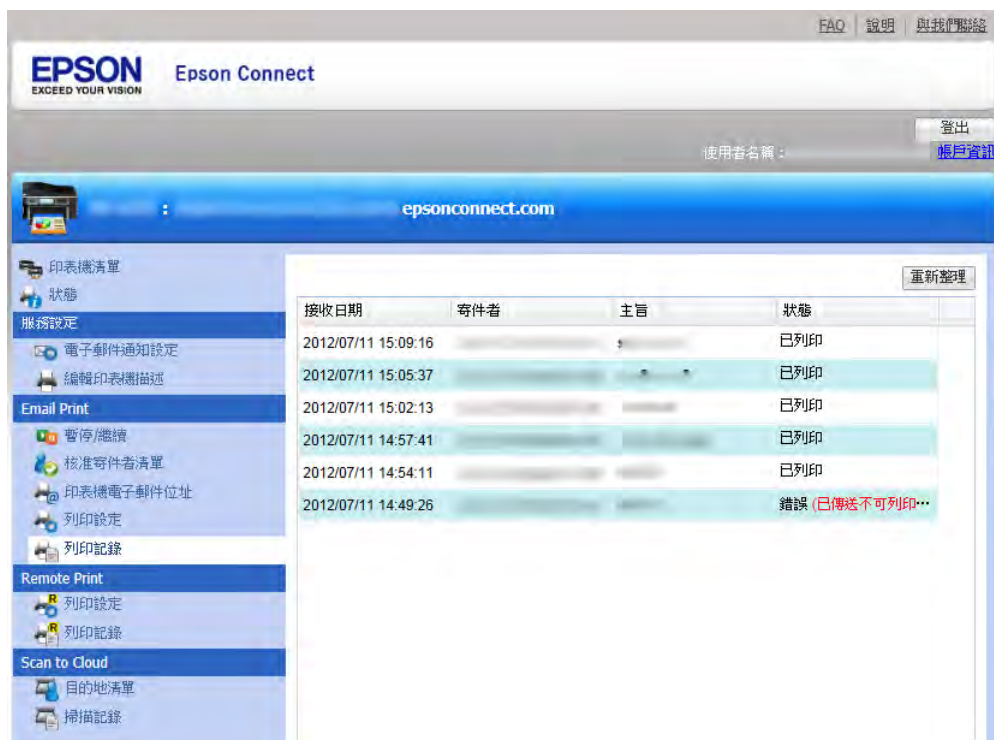 FAQ 說明 與我們聯絡
EPSON
EXCEED YOUR VISION
Epson Connect
登出
使用者名稱：
帳戶資訊
: epsonconnect.com
印表機清單
狀態
服務設定
電子郵件通知設定
編輯印表機描述
Email Print
暫停/繼續
核准寄件者清單
印表機電子郵件位址
列印設定
列印記錄
Remote Print
列印設定
列印記錄
Scan to Cloud
目的地清單
掃描記錄
重新整理
接收日期 寄件者 主旨 狀態
2012/07/11 15:09:16 已列印
2012/07/11 15:05:37 已列印
2012/07/11 15:02:13 已列印
2012/07/11 14:57:41 已列印
2012/07/11 14:54:11 已列印
2012/07/11 14:49:26 錯誤 (已傳送不可列印…